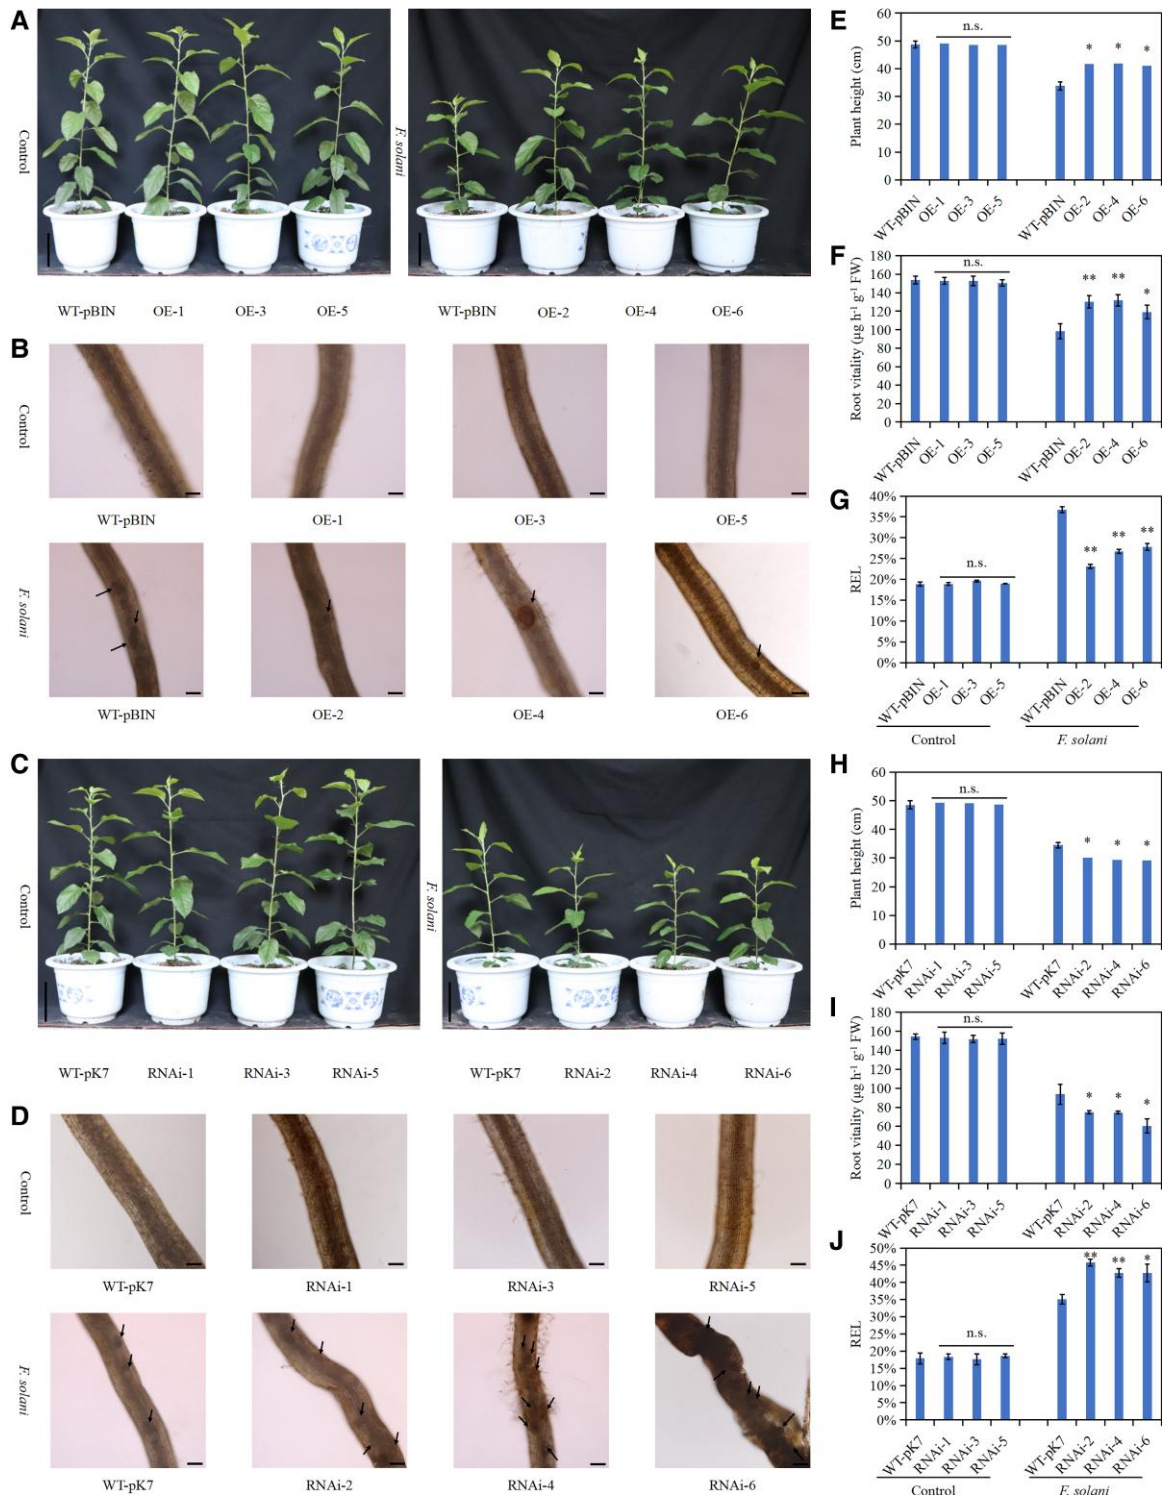 A
Control
F. solani
WT-pBIN OE-1 OE-3 OE-5 WT-pBIN OE-2 OE-4 OE-6
B
Control
WT-pBIN OE-1 OE-3 OE-5
F. solani
WT-pBIN OE-2 OE-4 OE-6
C
Control
F. solani
WT-pK7 RNAi-1 RNAi-3 RNAi-5 WT-pK7 RNAi-2 RNAi-4 RNAi-6
D
Control
WT-pK7 RNAi-1 RNAi-3 RNAi-5
F. solani
WT-pK7 RNAi-2 RNAi-4 RNAi-6
E
Plant height (cm)
60
50
40
30
20
10
0
n.s.
* * *
WT-pBIN OE-1 OE-3 OE-5 WT-pBIN OE-2 OE-4 OE-6
F
Root vitality (µg h⁻¹ g⁻¹ FW)
180
160
140
120
100
80
60
40
20
0
n.s.
** ** *
WT-pBIN OE-1 OE-3 OE-5 WT-pBIN OE-2 OE-4 OE-6
G
REL
40%
35%
30%
25%
20%
15%
10%
5%
0%
n.s.
** ** **
WT-pBIN OE-1 OE-3 OE-5 WT-pBIN OE-2 OE-4 OE-6
Control F. solani
H
Plant height (cm)
60
50
40
30
20
10
0
n.s.
* * *
WT-pK7 RNAi-1 RNAi-3 RNAi-5 WT-pK7 RNAi-2 RNAi-4 RNAi-6
I
Root vitality (µg h⁻¹ g⁻¹ FW)
180
160
140
120
100
80
60
40
20
0
n.s.
* * *
WT-pK7 RNAi-1 RNAi-3 RNAi-5 WT-pK7 RNAi-2 RNAi-4 RNAi-6
J
REL
50%
45%
40%
35%
30%
25%
20%
15%
10%
5%
0%
n.s.
** ** *
WT-pK7 RNAi-1 RNAi-3 RNAi-5 WT-pK7 RNAi-2 RNAi-4 RNAi-6
Control F. solani